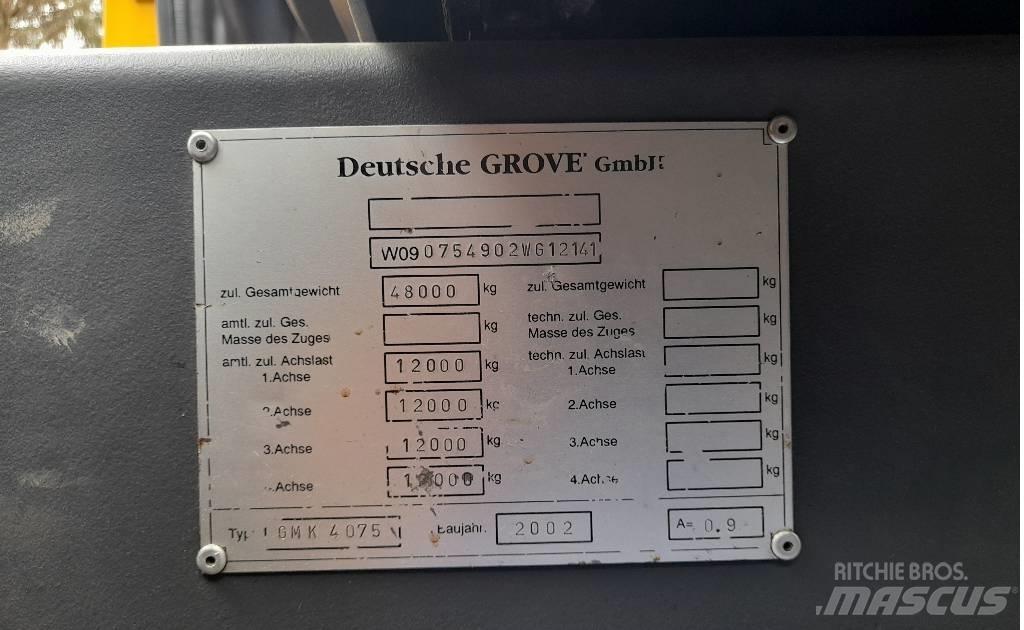 Deutsche GROVE GmbH
W090754902WG12141
zul. Gesamtgewicht 48000 kg zul. Gesamtgewicht kg
amtl. zul. Ges. kg techn. zul. Ges. kg
Masse des Zuges Masse des Zuges
amtl. zul. Achslast 12000 kg techn. zul. Achslast kg
1.Achse 1.Achse
2.Achse 12000 kg 2.Achse kg
3.Achse 12000 kg 3.Achse kg
Achse 12000 kg 4.Achse kg
Typ GMK 4075 Baujahr. 2002 A= 0.9
RITCHIE BROS.
MASCUS